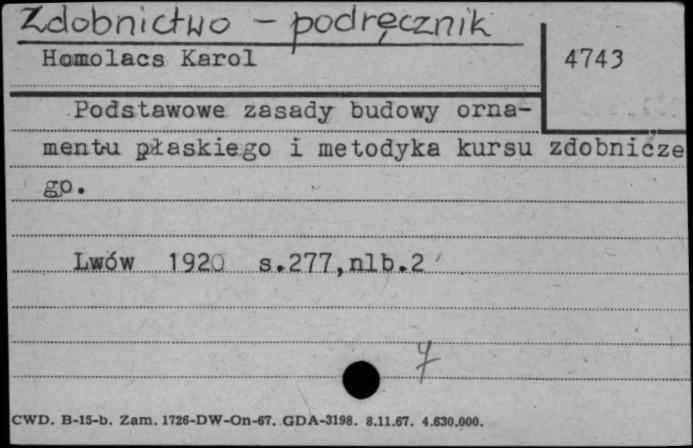 Zdobnictwo - podręcznik
Homolacs Karol
4743
Podstawowe zasady budowy orna-
mentu płaskiego i metodyka kursu zdobnicze
go.
Lwów 1920 s.277,nlb.2
CWD. B-15-b. Zam. 1726-DW-On-67. GDA-3198. 8.11.67. 4.630.000.